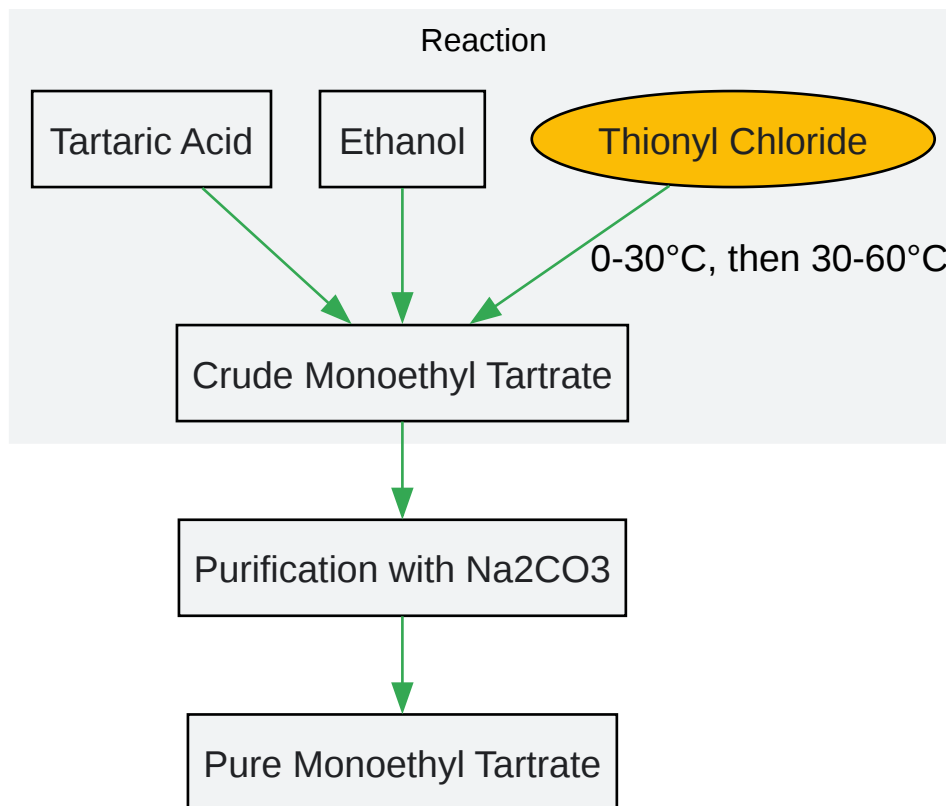 Reaction
Tartaric Acid
Ethanol
Thionyl Chloride
0-30°C, then 30-60°C
Crude Monoethyl Tartrate
Purification with Na2CO3
Pure Monoethyl Tartrate